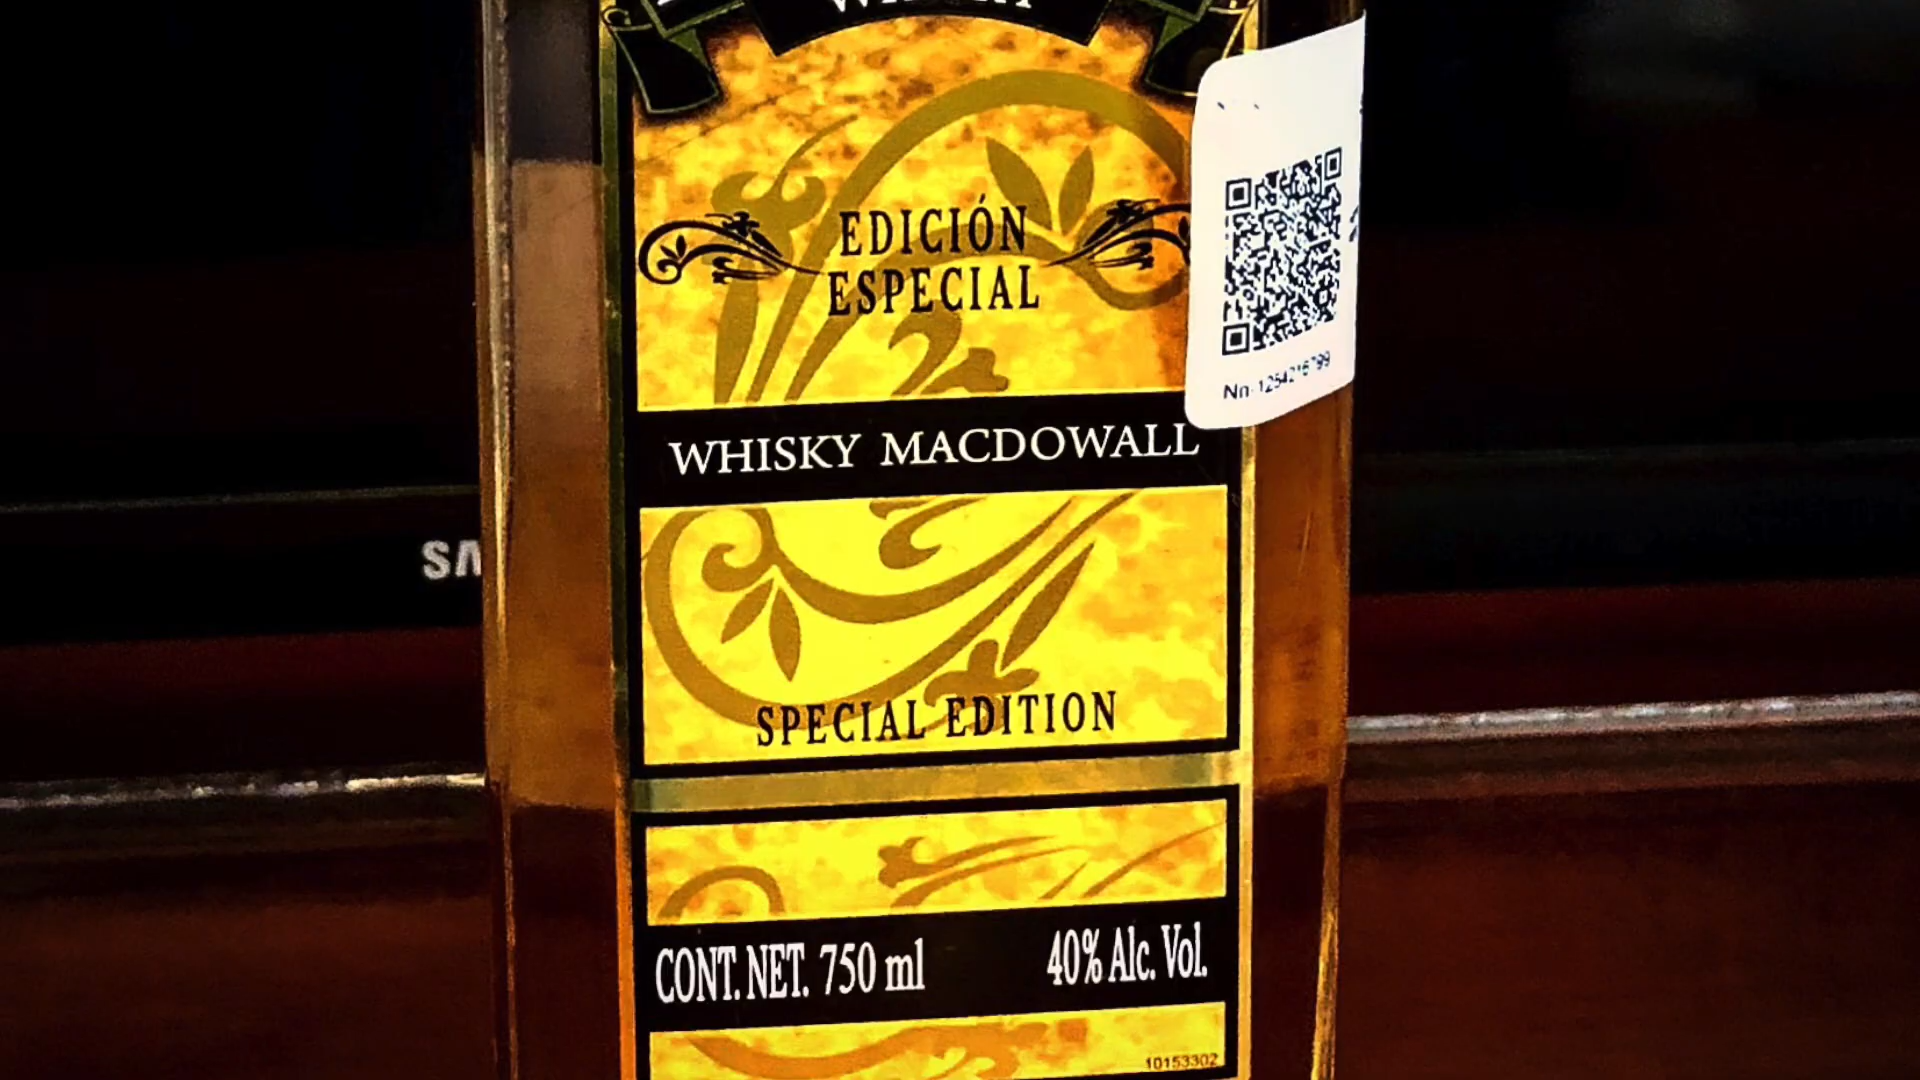 EDICIÓN
ESPECIAL
WHISKY MACDOWALL
SPECIAL EDITION
CONT. NET. 750 ml
40% Alc. Vol.
10153302